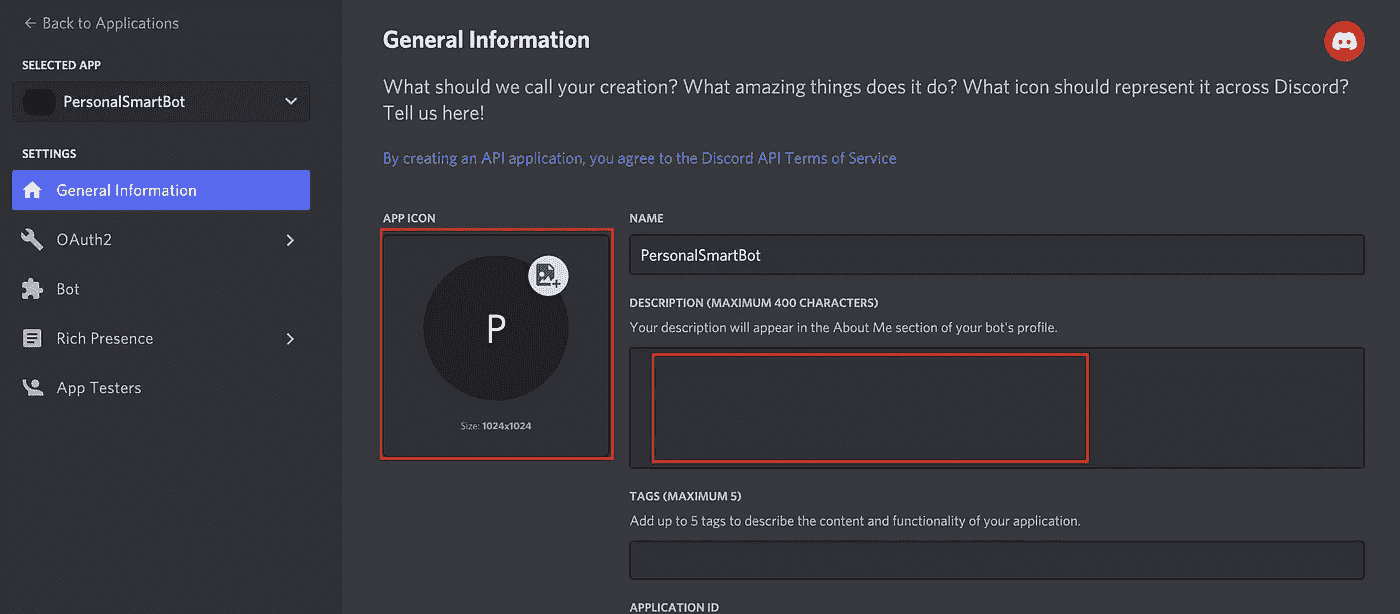 ← Back to Applications
SELECTED APP
PersonalSmartBot
SETTINGS
General Information
OAuth2
Bot
Rich Presence
App Testers
General Information
What should we call your creation? What amazing things does it do? What icon should represent it across Discord?
Tell us here!
By creating an API application, you agree to the Discord API Terms of Service
APP ICON
P
Size: 1024x1024
NAME
PersonalSmartBot
DESCRIPTION (MAXIMUM 400 CHARACTERS)
Your description will appear in the About Me section of your bot's profile.
TAGS (MAXIMUM 5)
Add up to 5 tags to describe the content and functionality of your application.
APPLICATION ID